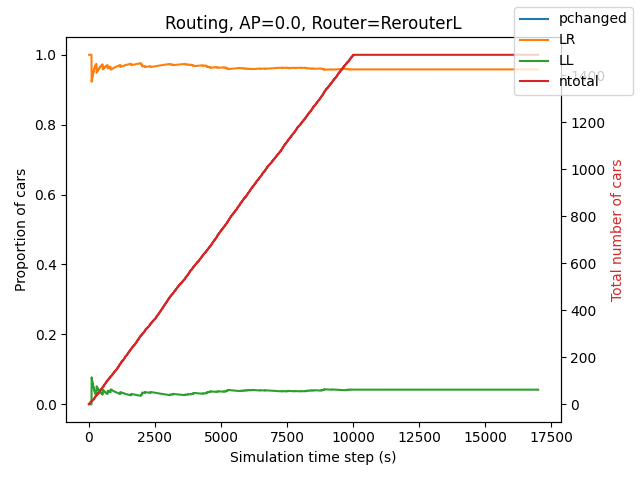 Routing, AP=0.0, Router=RerouterL
pchanged
LR
LL
ntotal
1.0
0.8
0.6
0.4
0.2
0.0
Proportion of cars
1400
1200
1000
800
600
400
200
0
Total number of cars
0
2500
5000
7500
10000
12500
15000
17500
Simulation time step (s)